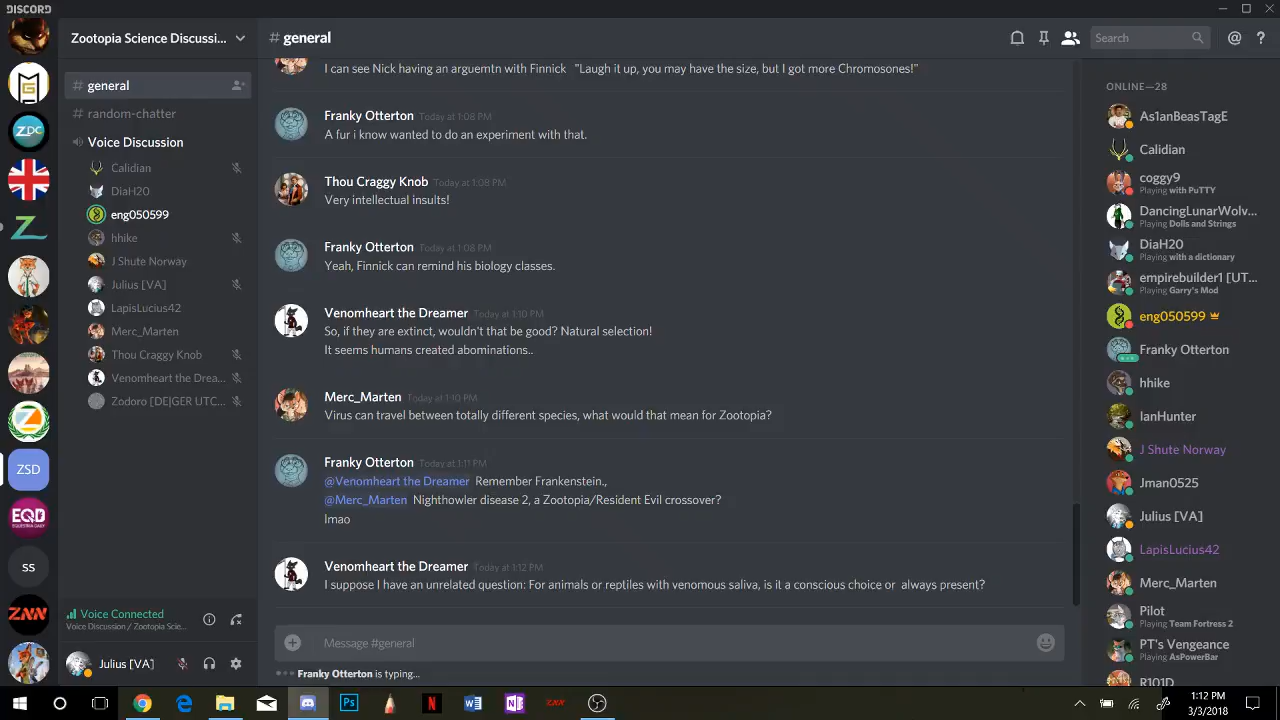 DISCORD
Zootopia Science Discussi...
# general
Search
@
?
# general
# random-chatter
Voice Discussion
Calidian
DiaH20
eng050599
hhike
J Shute Norway
Julius [VA]
LapisLucius42
Merc_Marten
Thou Craggy Knob
Venomheart the Drea...
Zodoro [DE|GER UTC...
ZDC
ZSD
EQD
EQUESTRIA DAILY
ss
ZNN
Voice Connected
Voice Discussion / Zootopia Scie...
Julius [VA]
I can see Nick having an arguemtn with Finnick "Laugh it up, you may have the size, but I got more Chromosones!"
Franky Otterton Today at 1:08 PM
A fur i know wanted to do an experiment with that.
Thou Craggy Knob Today at 1:08 PM
Very intellectual insults!
Franky Otterton Today at 1:08 PM
Yeah, Finnick can remind his biology classes.
Venomheart the Dreamer Today at 1:10 PM
So, if they are extinct, wouldn't that be good? Natural selection!
It seems humans created abominations..
Merc_Marten Today at 1:10 PM
Virus can travel between totally different species, what would that mean for Zootopia?
Franky Otterton Today at 1:11 PM
@Venomheart the Dreamer Remember Frankenstein.,
@Merc_Marten Nighthowler disease 2, a Zootopia/Resident Evil crossover?
lmao
Venomheart the Dreamer Today at 1:12 PM
I suppose I have an unrelated question: For animals or reptiles with venomous saliva, is it a conscious choice or always present?
Message #general
Franky Otterton is typing...
ONLINE—28
As1anBeasTagE
Calidian
coggy9
Playing with PuTTY
DancingLunarWolv...
Playing Dolls and Strings
DiaH20
Playing with a dictionary
empirebuilder1 [UT...
Playing Garry's Mod
eng050599
Franky Otterton
hhike
IanHunter
J Shute Norway
Jman0525
Julius [VA]
LapisLucius42
Merc_Marten
Pilot
Playing Team Fortress 2
PT's Vengeance
Playing AsPowerBar
R101D
Ps
N
W
N
ZNN
1:12 PM
3/3/2018